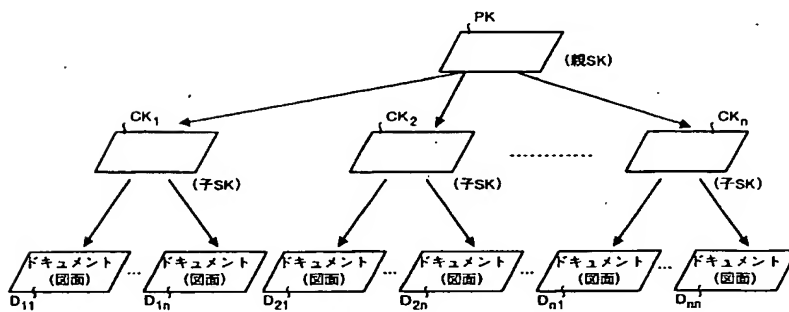 PK
(親SK)
CK1
CK2
CKn
(子SK)
(子SK)
(子SK)
ドキュメント
(図面)
ドキュメント
(図面)
ドキュメント
(図面)
ドキュメント
(図面)
ドキュメント
(図面)
ドキュメント
(図面)
D11
D1n
D21
D2n
Dn1
Dnn